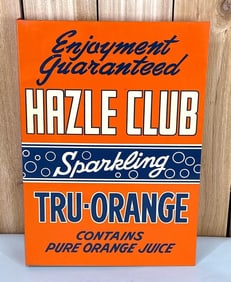 Enjoyment
Guaranteed
HAZLE CLUB
Sparkling
TRU-ORANGE
CONTAINS
PURE ORANGE JUICE